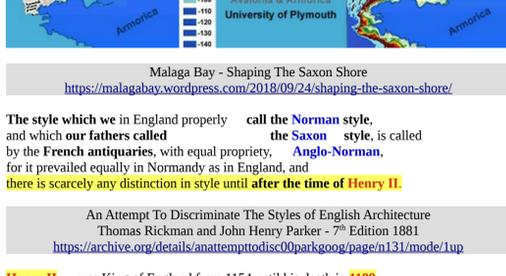 Armorica
-110
-120
-130
-140
Avalonia & Armorica
University of Plymouth
Armorica
Malaga Bay - Shaping The Saxon Shore
https://malagabay.wordpress.com/2018/09/24/shaping-the-saxon-shore/
The style which we in England properly call the Norman style,
and which our fathers called the Saxon style, is called
by the French antiquaries, with equal propriety, Anglo-Norman,
for it prevailed equally in Normandy as in England, and
there is scarcely any distinction in style until after the time of Henry II.
An Attempt To Discriminate The Styles of English Architecture
Thomas Rickman and John Henry Parker - 7th Edition 1881
https://archive.org/details/anattempttodisc00parkgoog/page/n131/mode/1up